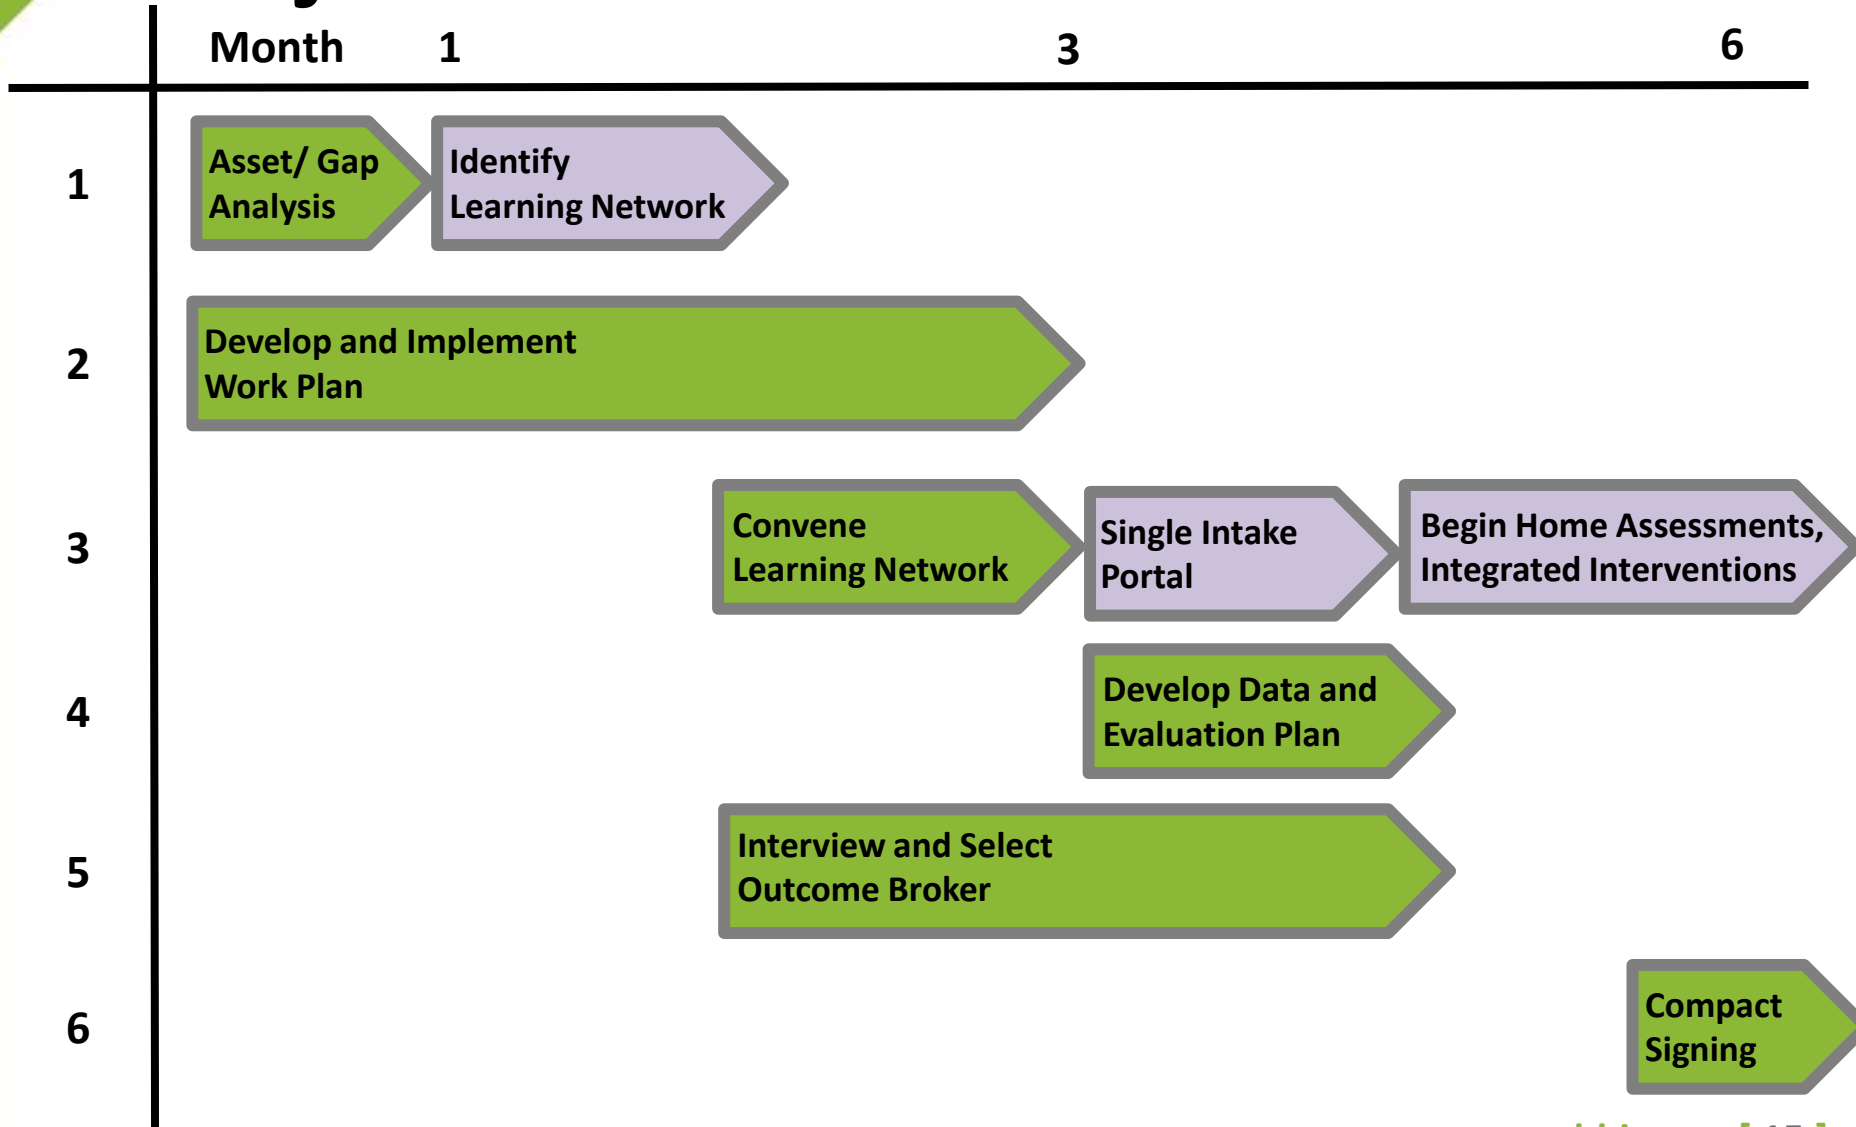 Month 1 3 6
1
Asset/ Gap
Analysis
Identify
Learning Network
2
Develop and Implement
Work Plan
3
Convene
Learning Network
Single Intake
Portal
Begin Home Assessments,
Integrated Interventions
4
Develop Data and
Evaluation Plan
5
Interview and Select
Outcome Broker
6
Compact
Signing